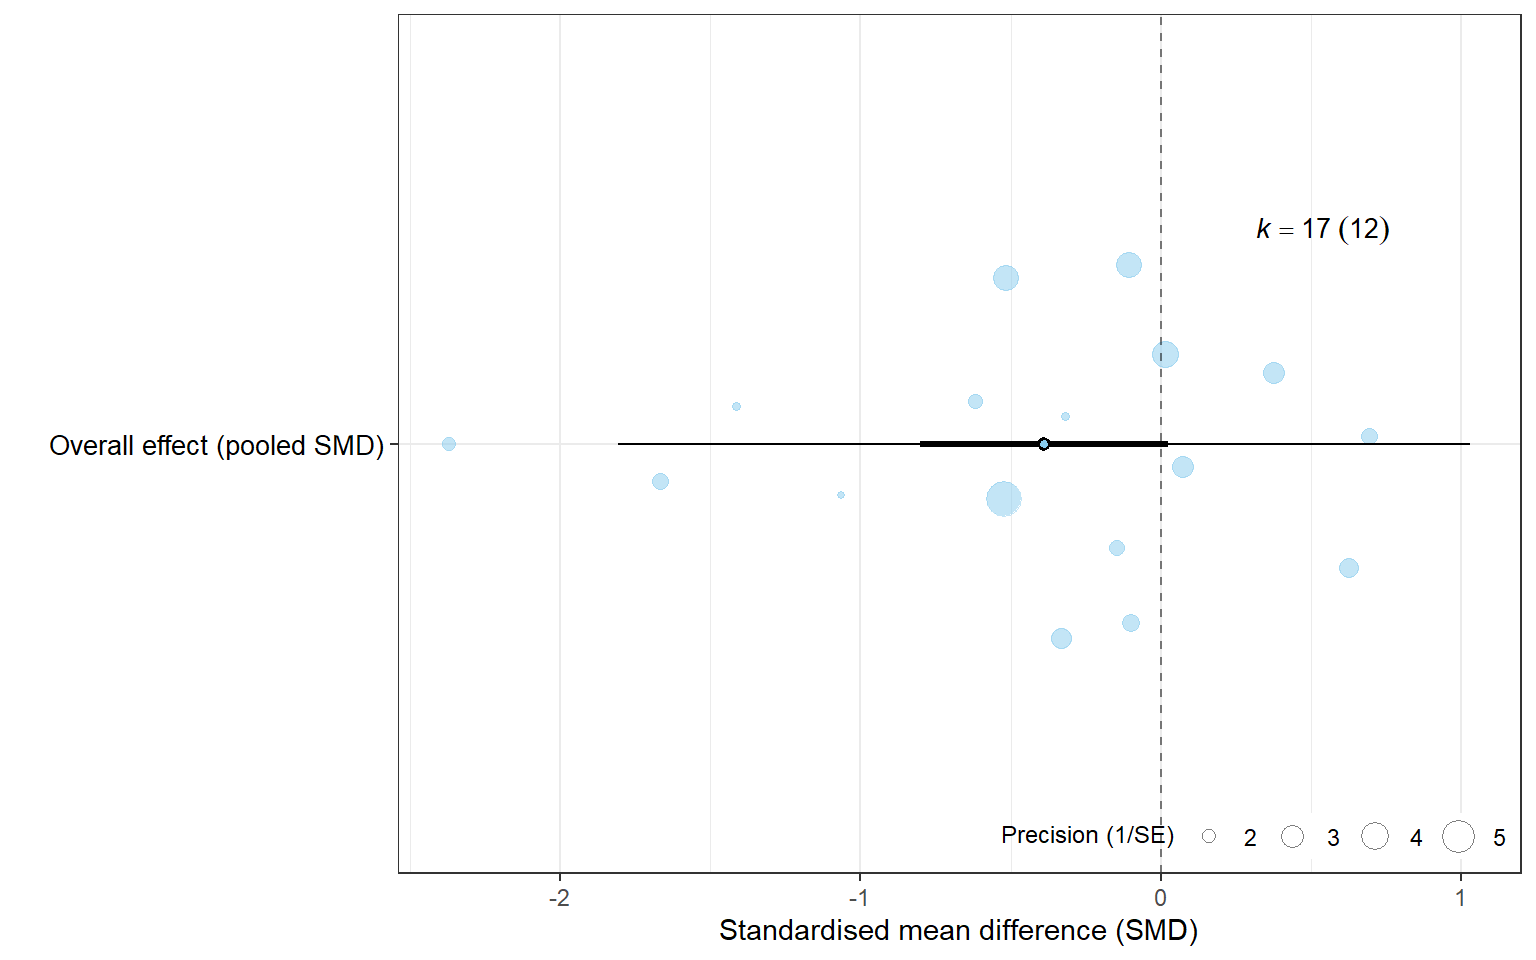 k = 17 (12)
Overall effect (pooled SMD)
Precision (1/SE) 2 3 4 5
-2 -1 0 1
Standardised mean difference (SMD)